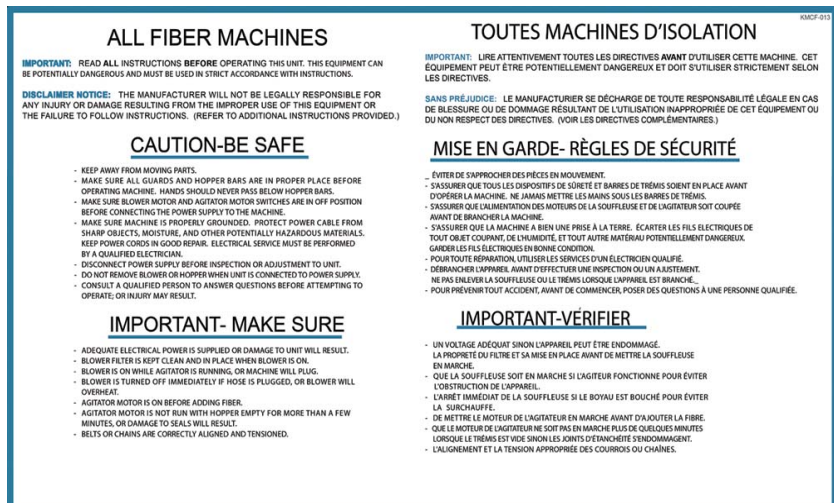 KMCF-013
ALL FIBER MACHINES
IMPORTANT: READ ALL INSTRUCTIONS BEFORE OPERATING THIS UNIT. THIS EQUIPMENT CAN
BE POTENTIALLY DANGEROUS AND MUST BE USED IN STRICT ACCORDANCE WITH INSTRUCTIONS.
DISCLAIMER NOTICE: THE MANUFACTURER WILL NOT BE LEGALLY RESPONSIBLE FOR
ANY INJURY OR DAMAGE RESULTING FROM THE IMPROPER USE OF THIS EQUIPMENT OR
THE FAILURE TO FOLLOW INSTRUCTIONS. (REFER TO ADDITIONAL INSTRUCTIONS PROVIDED.)
CAUTION-BE SAFE
- KEEP AWAY FROM MOVING PARTS.
- MAKE SURE ALL GUARDS AND HOPPER BARS ARE IN PROPER PLACE BEFORE
OPERATING MACHINE. HANDS SHOULD NEVER PASS BELOW HOPPER BARS.
- MAKE SURE BLOWER MOTOR AND AGITATOR MOTOR SWITCHES ARE IN OFF POSITION
BEFORE CONNECTING THE POWER SUPPLY TO THE MACHINE.
- MAKE SURE MACHINE IS PROPERLY GROUNDED. PROTECT POWER CABLE FROM
SHARP OBJECTS, MOISTURE, AND OTHER POTENTIALLY HAZARDOUS MATERIALS.
KEEP POWER CORDS IN GOOD REPAIR. ELECTRICAL SERVICE MUST BE PERFORMED
BY A QUALIFIED ELECTRICIAN.
- DISCONNECT POWER SUPPLY BEFORE INSPECTION OR ADJUSTMENT TO UNIT.
- DO NOT REMOVE BLOWER OR HOPPER WHEN UNIT IS CONNECTED TO POWER SUPPLY.
- CONSULT A QUALIFIED PERSON TO ANSWER QUESTIONS BEFORE ATTEMPTING TO
OPERATE; OR INJURY MAY RESULT.
IMPORTANT- MAKE SURE
- ADEQUATE ELECTRICAL POWER IS SUPPLIED OR DAMAGE TO UNIT WILL RESULT.
- BLOWER FILTER IS KEPT CLEAN AND IN PLACE WHEN BLOWER IS ON.
- BLOWER IS ON WHILE AGITATOR IS RUNNING, OR MACHINE WILL PLUG.
- BLOWER IS TURNED OFF IMMEDIATELY IF HOSE IS PLUGGED, OR BLOWER WILL
OVERHEAT.
- AGITATOR MOTOR IS ON BEFORE ADDING FIBER.
- AGITATOR MOTOR IS NOT RUN WITH HOPPER EMPTY FOR MORE THAN A FEW
MINUTES, OR DAMAGE TO SEALS WILL RESULT.
- BELTS OR CHAINS ARE CORRECTLY ALIGNED AND TENSIONED.
TOUTES MACHINES D'ISOLATION
IMPORTANT: LIRE ATTENTIVEMENT TOUTES LES DIRECTIVES AVANT D'UTILISER CETTE MACHINE. CET
ÉQUIPEMENT PEUT ÊTRE POTENTIELLEMENT DANGEREUX ET DOIT S'UTILISER STRICTEMENT SELON
LES DIRECTIVES.
SANS PRÉJUDICE: LE MANUFACTURIER SE DÉCHARGE DE TOUTE RESPONSABILITÉ LÉGALE EN CAS
DE BLESSURE OU DE DOMMAGE RÉSULTANT DE L'UTILISATION INAPPROPRIÉE DE CET ÉQUIPEMENT OU
DU NON RESPECT DES DIRECTIVES. (VOIR LES DIRECTIVES COMPLÉMENTAIRES.)
MISE EN GARDE- RÈGLES DE SÉCURITÉ
_ ÉVITER DE S'APPROCHER DES PIÈCES EN MOUVEMENT.
- S'ASSURER QUE TOUS LES DISPOSITIFS DE SÛRETÉ ET BARRES DE TRÉMIS SOIENT EN PLACE AVANT
D'OPÉRER LA MACHINE. NE JAMAIS METTRE LES MAINS SOUS LES BARRES DE TRÉMIS.
- S'ASSURER QUE L'ALIMENTATION DES MOTEURS DE LA SOUFFLEUSE ET DE L'AGITATEUR SOIT COUPÉE
AVANT DE BRANCHER LA MACHINE.
- S'ASSURER QUE LA MACHINE A BIEN UNE PRISE À LA TERRE. ÉCARTER LES FILS ELECTRIQUES DE
TOUT OBJET COUPANT, DE L'HUMIDITÉ, ET TOUT AUTRE MATÉRIAU POTENTIELLEMENT DANGEREUX.
GARDER LES FILS ÉLECTRIQUES EN BONNE CONDITION.
- POUR TOUTE RÉPARATION, UTILISER LES SERVICES D'UN ÉLECTRICIEN QUALIFIÉ.
- DÉBRANCHER L'APPAREIL AVANT D'EFFECTUER UNE INSPECTION OU UN AJUSTEMENT.
NE PAS ENLEVER LA SOUFFLEUSE OU LE TRÉMIS LORSQUE L'APPAREIL EST BRANCHÉ._
- POUR PRÉVENIR TOUT ACCIDENT, AVANT DE COMMENCER, POSER DES QUESTIONS À UNE PERSONNE QUALIFIÉE.
IMPORTANT-VÉRIFIER
- UN VOLTAGE ADÉQUAT SINON L'APPAREIL PEUT ÊTRE ENDOMMAGÉ.
LA PROPRETÉ DU FILTRE ET SA MISE EN PLACE AVANT DE METTRE LA SOUFFLEUSE
EN MARCHE.
- QUE LA SOUFFLEUSE SOIT EN MARCHE SI L'AGITEUR FONCTIONNE POUR ÉVITER
L'OBSTRUCTION DE L'APPAREIL.
- L'ARRÊT IMMÉDIAT DE LA SOUFFLEUSE SI LE BOYAU EST BOUCHÉ POUR ÉVITER
LA SURCHAUFFE.
- DE METTRE LE MOTEUR DE L'AGITATEUR EN MARCHE AVANT D'AJOUTER LA FIBRE.
- QUE LE MOTEUR DE L'AGITATEUR NE SOIT PAS EN MARCHE PLUS DE QUELQUES MINUTES
LORSQUE LE TRÉMIS EST VIDE SINON LES JOINTS D'ÉTANCHÉITÉ S'ENDOMMAGENT.
- L'ALIGNEMENT ET LA TENSION APPROPRIÉE DES COURROIS OU CHAÎNES.